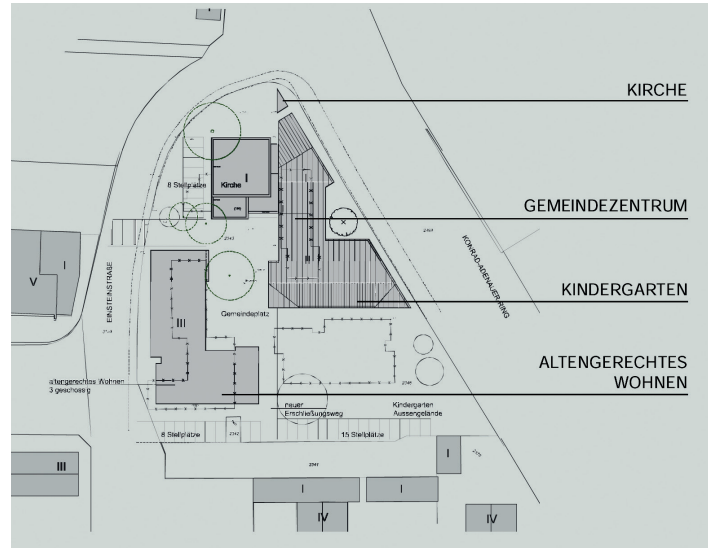 KIRCHE
I
8 Stellplätze
Kirche
GEMEINDEZENTRUM
KONRAD-ADENAUER-RING
KINDERGARTEN
EINSTEINSTRAßE
V
I
III
Gemeindeplatz
ALTENGERECHTES
WOHNEN
altengerechtes Wohnen
3 geschossig
neuer
Erschließungsweg
Kindergarten
Aussengelände
8 Stellplätze
15 Stellplätze
III
I
I
I
IV
IV